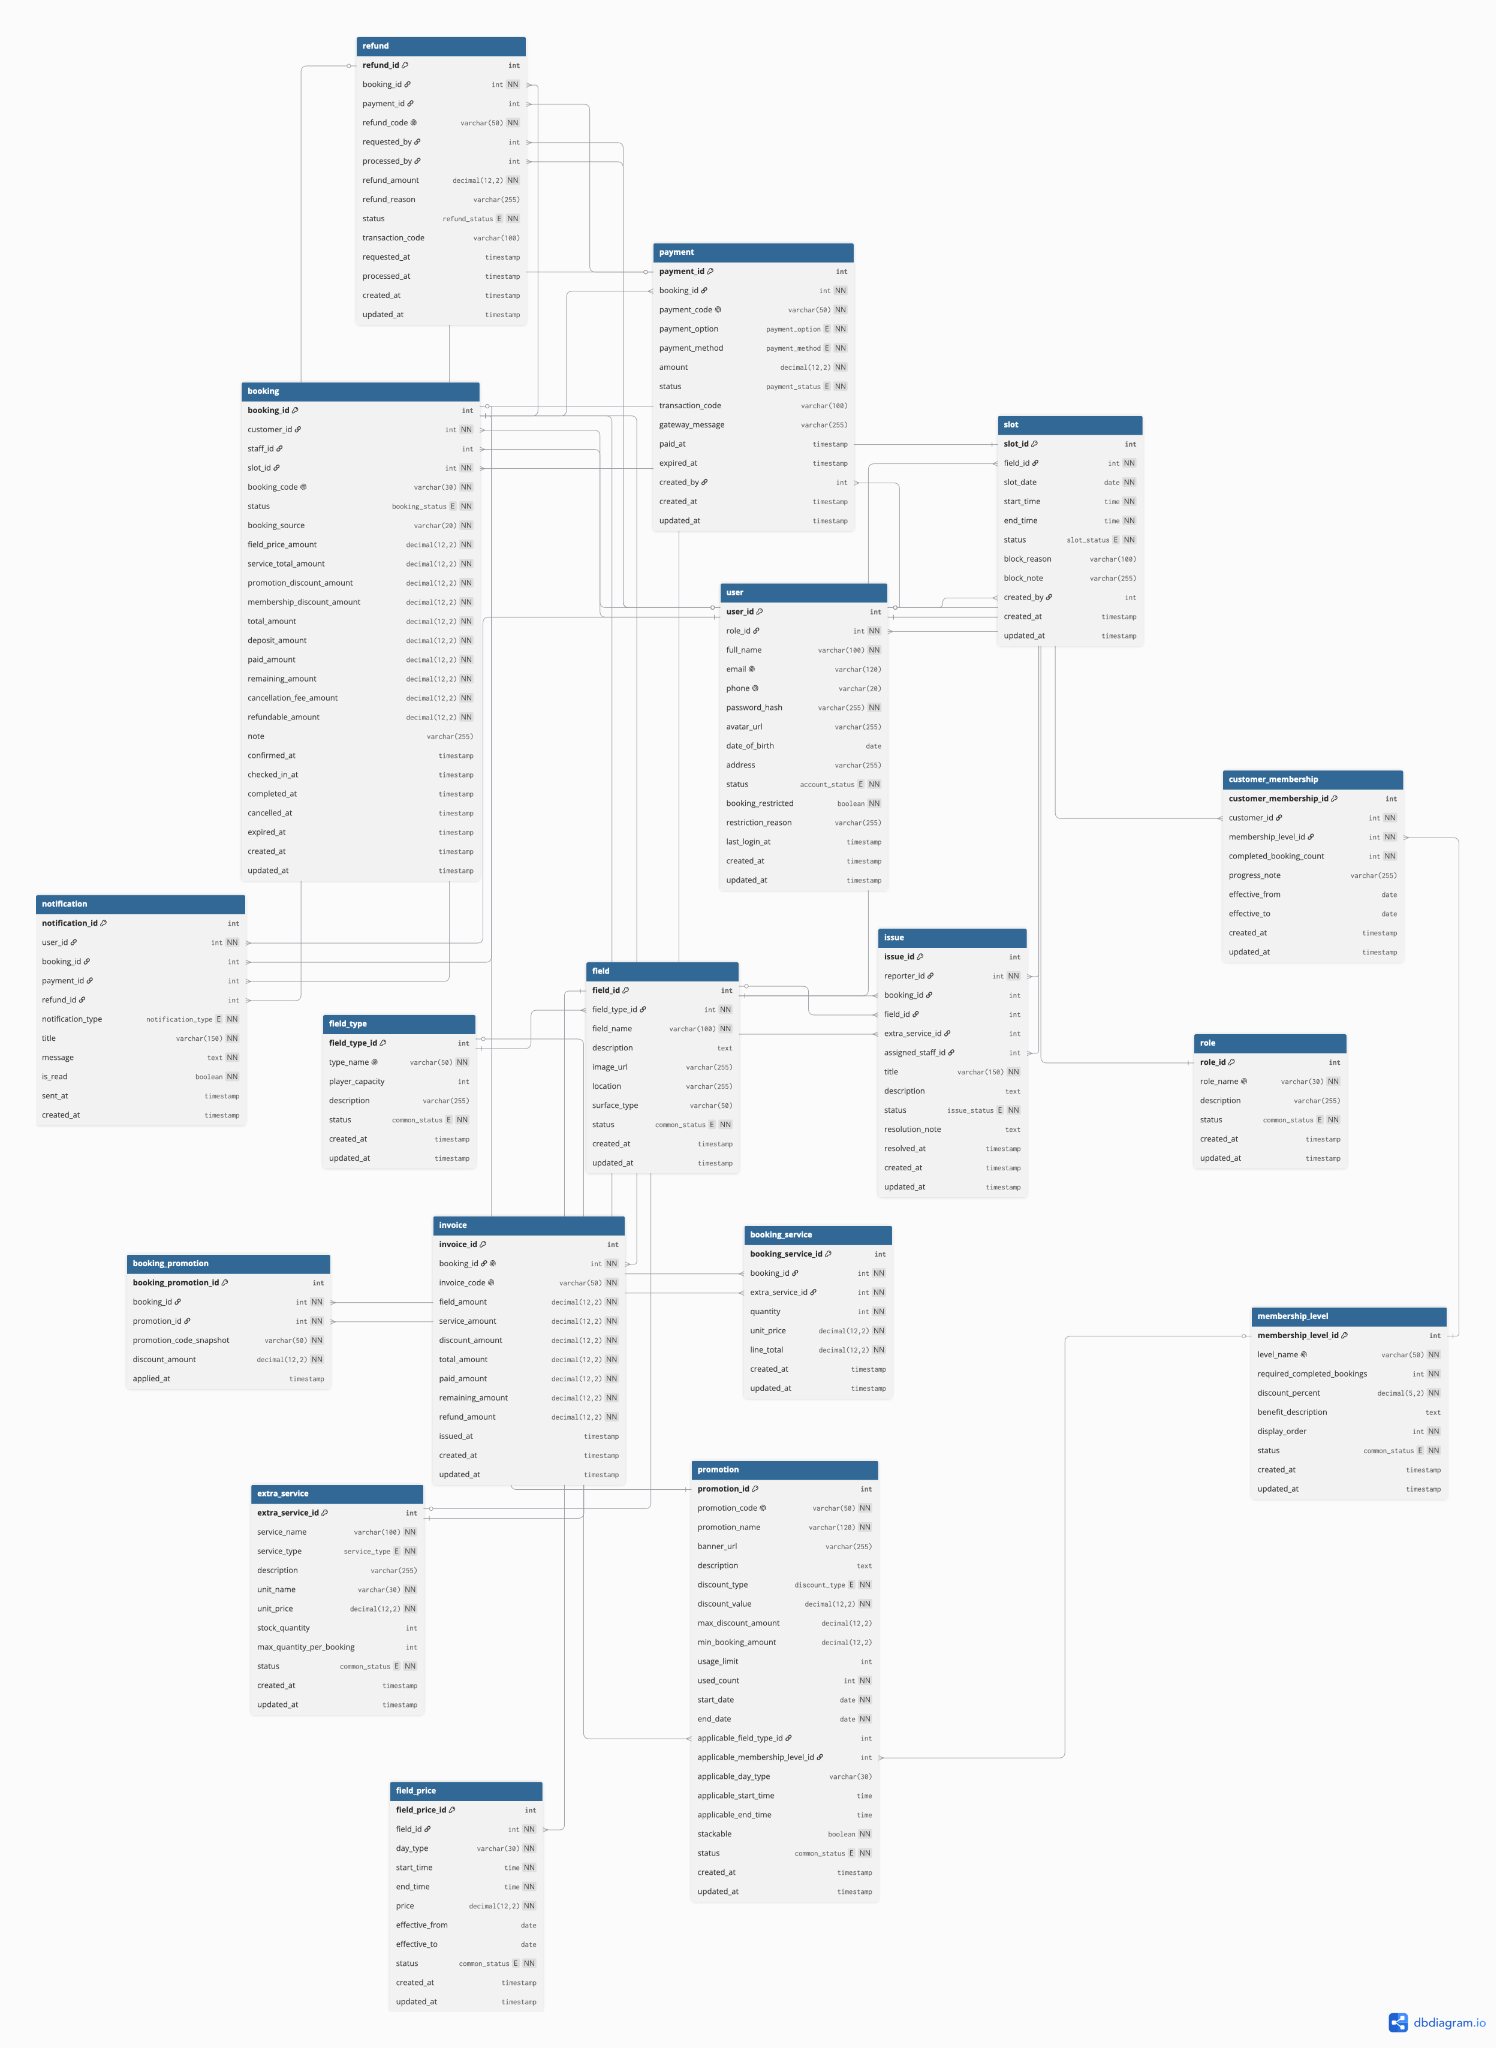 refund
refund_id int
booking_id int NN
payment_id int
refund_code varchar(50) NN
requested_by int
processed_by int
refund_amount decimal(12,2) NN
refund_reason varchar(255)
status refund_status E NN
transaction_code varchar(100)
requested_at timestamp
processed_at timestamp
created_at timestamp
updated_at timestamp
payment
payment_id int
booking_id int NN
payment_code varchar(50) NN
payment_option payment_option E NN
payment_method payment_method E NN
amount decimal(12,2) NN
status payment_status E NN
transaction_code varchar(100)
gateway_message varchar(255)
paid_at timestamp
expired_at timestamp
created_by int
created_at timestamp
updated_at timestamp
booking
booking_id int
customer_id int NN
staff_id int
slot_id int NN
booking_code varchar(30) NN
status booking_status E NN
booking_source varchar(20) NN
field_price_amount decimal(12,2) NN
service_total_amount decimal(12,2) NN
promotion_discount_amount decimal(12,2) NN
membership_discount_amount decimal(12,2) NN
total_amount decimal(12,2) NN
deposit_amount decimal(12,2) NN
paid_amount decimal(12,2) NN
remaining_amount decimal(12,2) NN
cancellation_fee_amount decimal(12,2) NN
refundable_amount decimal(12,2) NN
note varchar(255)
confirmed_at timestamp
checked_in_at timestamp
completed_at timestamp
cancelled_at timestamp
expired_at timestamp
created_at timestamp
updated_at timestamp
slot
slot_id int
field_id int NN
slot_date date NN
start_time time NN
end_time time NN
status slot_status E NN
block_reason varchar(100)
block_note varchar(255)
created_by int
created_at timestamp
updated_at timestamp
user
user_id int
role_id int NN
full_name varchar(100) NN
email varchar(120)
phone varchar(20)
password_hash varchar(255) NN
avatar_url varchar(255)
date_of_birth date
address varchar(255)
status account_status E NN
booking_restricted boolean NN
restriction_reason varchar(255)
last_login_at timestamp
created_at timestamp
updated_at timestamp
customer_membership
customer_membership_id int
customer_id int NN
membership_level_id int NN
completed_booking_count int NN
progress_note varchar(255)
effective_from date
effective_to date
created_at timestamp
updated_at timestamp
notification
notification_id int
user_id int NN
booking_id int
payment_id int
refund_id int
notification_type notification_type E NN
title varchar(150) NN
message text NN
is_read boolean NN
sent_at timestamp
created_at timestamp
issue
issue_id int
reporter_id int NN
booking_id int
field_id int
extra_service_id int
assigned_staff_id int
title varchar(150) NN
description text
status issue_status E NN
resolution_note text
resolved_at timestamp
created_at timestamp
updated_at timestamp
field
field_id int
field_type_id int NN
field_name varchar(100) NN
description text
image_url varchar(255)
location varchar(255)
surface_type varchar(50)
status common_status E NN
created_at timestamp
updated_at timestamp
field_type
field_type_id int
type_name varchar(50) NN
player_capacity int
description varchar(255)
status common_status E NN
created_at timestamp
updated_at timestamp
role
role_id int
role_name varchar(30) NN
description varchar(255)
status common_status E NN
created_at timestamp
updated_at timestamp
invoice
invoice_id int
booking_id int NN
invoice_code varchar(50) NN
field_amount decimal(12,2) NN
service_amount decimal(12,2) NN
discount_amount decimal(12,2) NN
total_amount decimal(12,2) NN
paid_amount decimal(12,2) NN
remaining_amount decimal(12,2) NN
refund_amount decimal(12,2) NN
issued_at timestamp
created_at timestamp
updated_at timestamp
booking_service
booking_service_id int
booking_id int NN
extra_service_id int NN
quantity int NN
unit_price decimal(12,2) NN
line_total decimal(12,2) NN
created_at timestamp
updated_at timestamp
booking_promotion
booking_promotion_id int
booking_id int NN
promotion_id int NN
promotion_code_snapshot varchar(50) NN
discount_amount decimal(12,2) NN
applied_at timestamp
membership_level
membership_level_id int
level_name varchar(50) NN
required_completed_bookings int NN
discount_percent decimal(5,2) NN
benefit_description text
display_order int NN
status common_status E NN
created_at timestamp
updated_at timestamp
promotion
promotion_id int
promotion_code varchar(50) NN
promotion_name varchar(120) NN
banner_url varchar(255)
description text
discount_type discount_type E NN
discount_value decimal(12,2) NN
max_discount_amount decimal(12,2)
min_booking_amount decimal(12,2)
usage_limit int
used_count int NN
start_date date NN
end_date date NN
applicable_field_type_id int
applicable_membership_level_id int
applicable_day_type varchar(30)
applicable_start_time time
applicable_end_time time
stackable boolean NN
status common_status E NN
created_at timestamp
updated_at timestamp
extra_service
extra_service_id int
service_name varchar(100) NN
service_type service_type E NN
description varchar(255)
unit_name varchar(30) NN
unit_price decimal(12,2) NN
stock_quantity int
max_quantity_per_booking int
status common_status E NN
created_at timestamp
updated_at timestamp
field_price
field_price_id int
field_id int NN
day_type varchar(30) NN
start_time time NN
end_time time NN
price decimal(12,2) NN
effective_from date
effective_to date
status common_status E NN
created_at timestamp
updated_at timestamp
dbdiagram.io